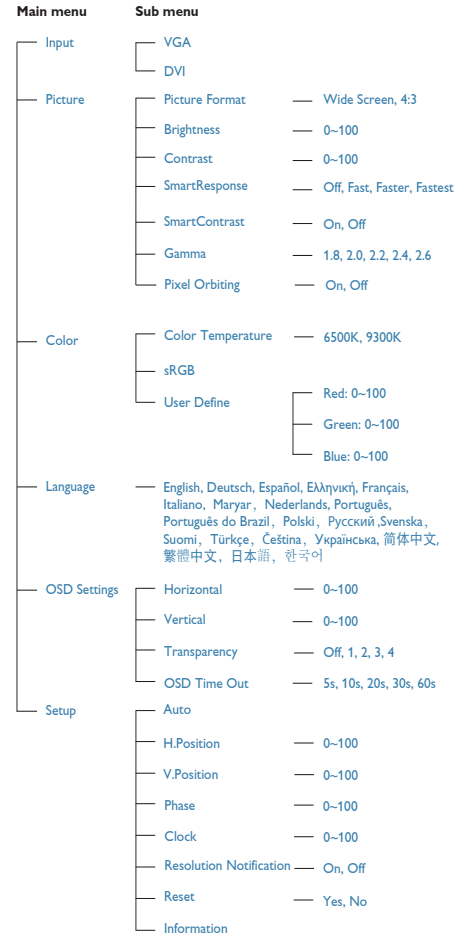 Main menu Sub menu
Input VGA
DVI
Picture Picture Format Wide Screen, 4:3
Brightness 0~100
Contrast 0~100
SmartResponse Off, Fast, Faster, Fastest
SmartContrast On, Off
Gamma 1.8, 2.0, 2.2, 2.4, 2.6
Pixel Orbiting On, Off
Color Color Temperature 6500K, 9300K
sRGB
User Define Red: 0~100
Green: 0~100
Blue: 0~100
Language English, Deutsch, Español, Ελληνική, Français,
Italiano, Maryar, Nederlands, Português,
Português do Brazil, Polski, Русский ,Svenska,
Suomi, Türkçe, Čeština, Українська, 简体中文,
繁體中文, 日本語, 한국어
OSD Settings Horizontal 0~100
Vertical 0~100
Transparency Off, 1, 2, 3, 4
OSD Time Out 5s, 10s, 20s, 30s, 60s
Setup Auto
H.Position 0~100
V.Position 0~100
Phase 0~100
Clock 0~100
Resolution Notification On, Off
Reset Yes, No
Information